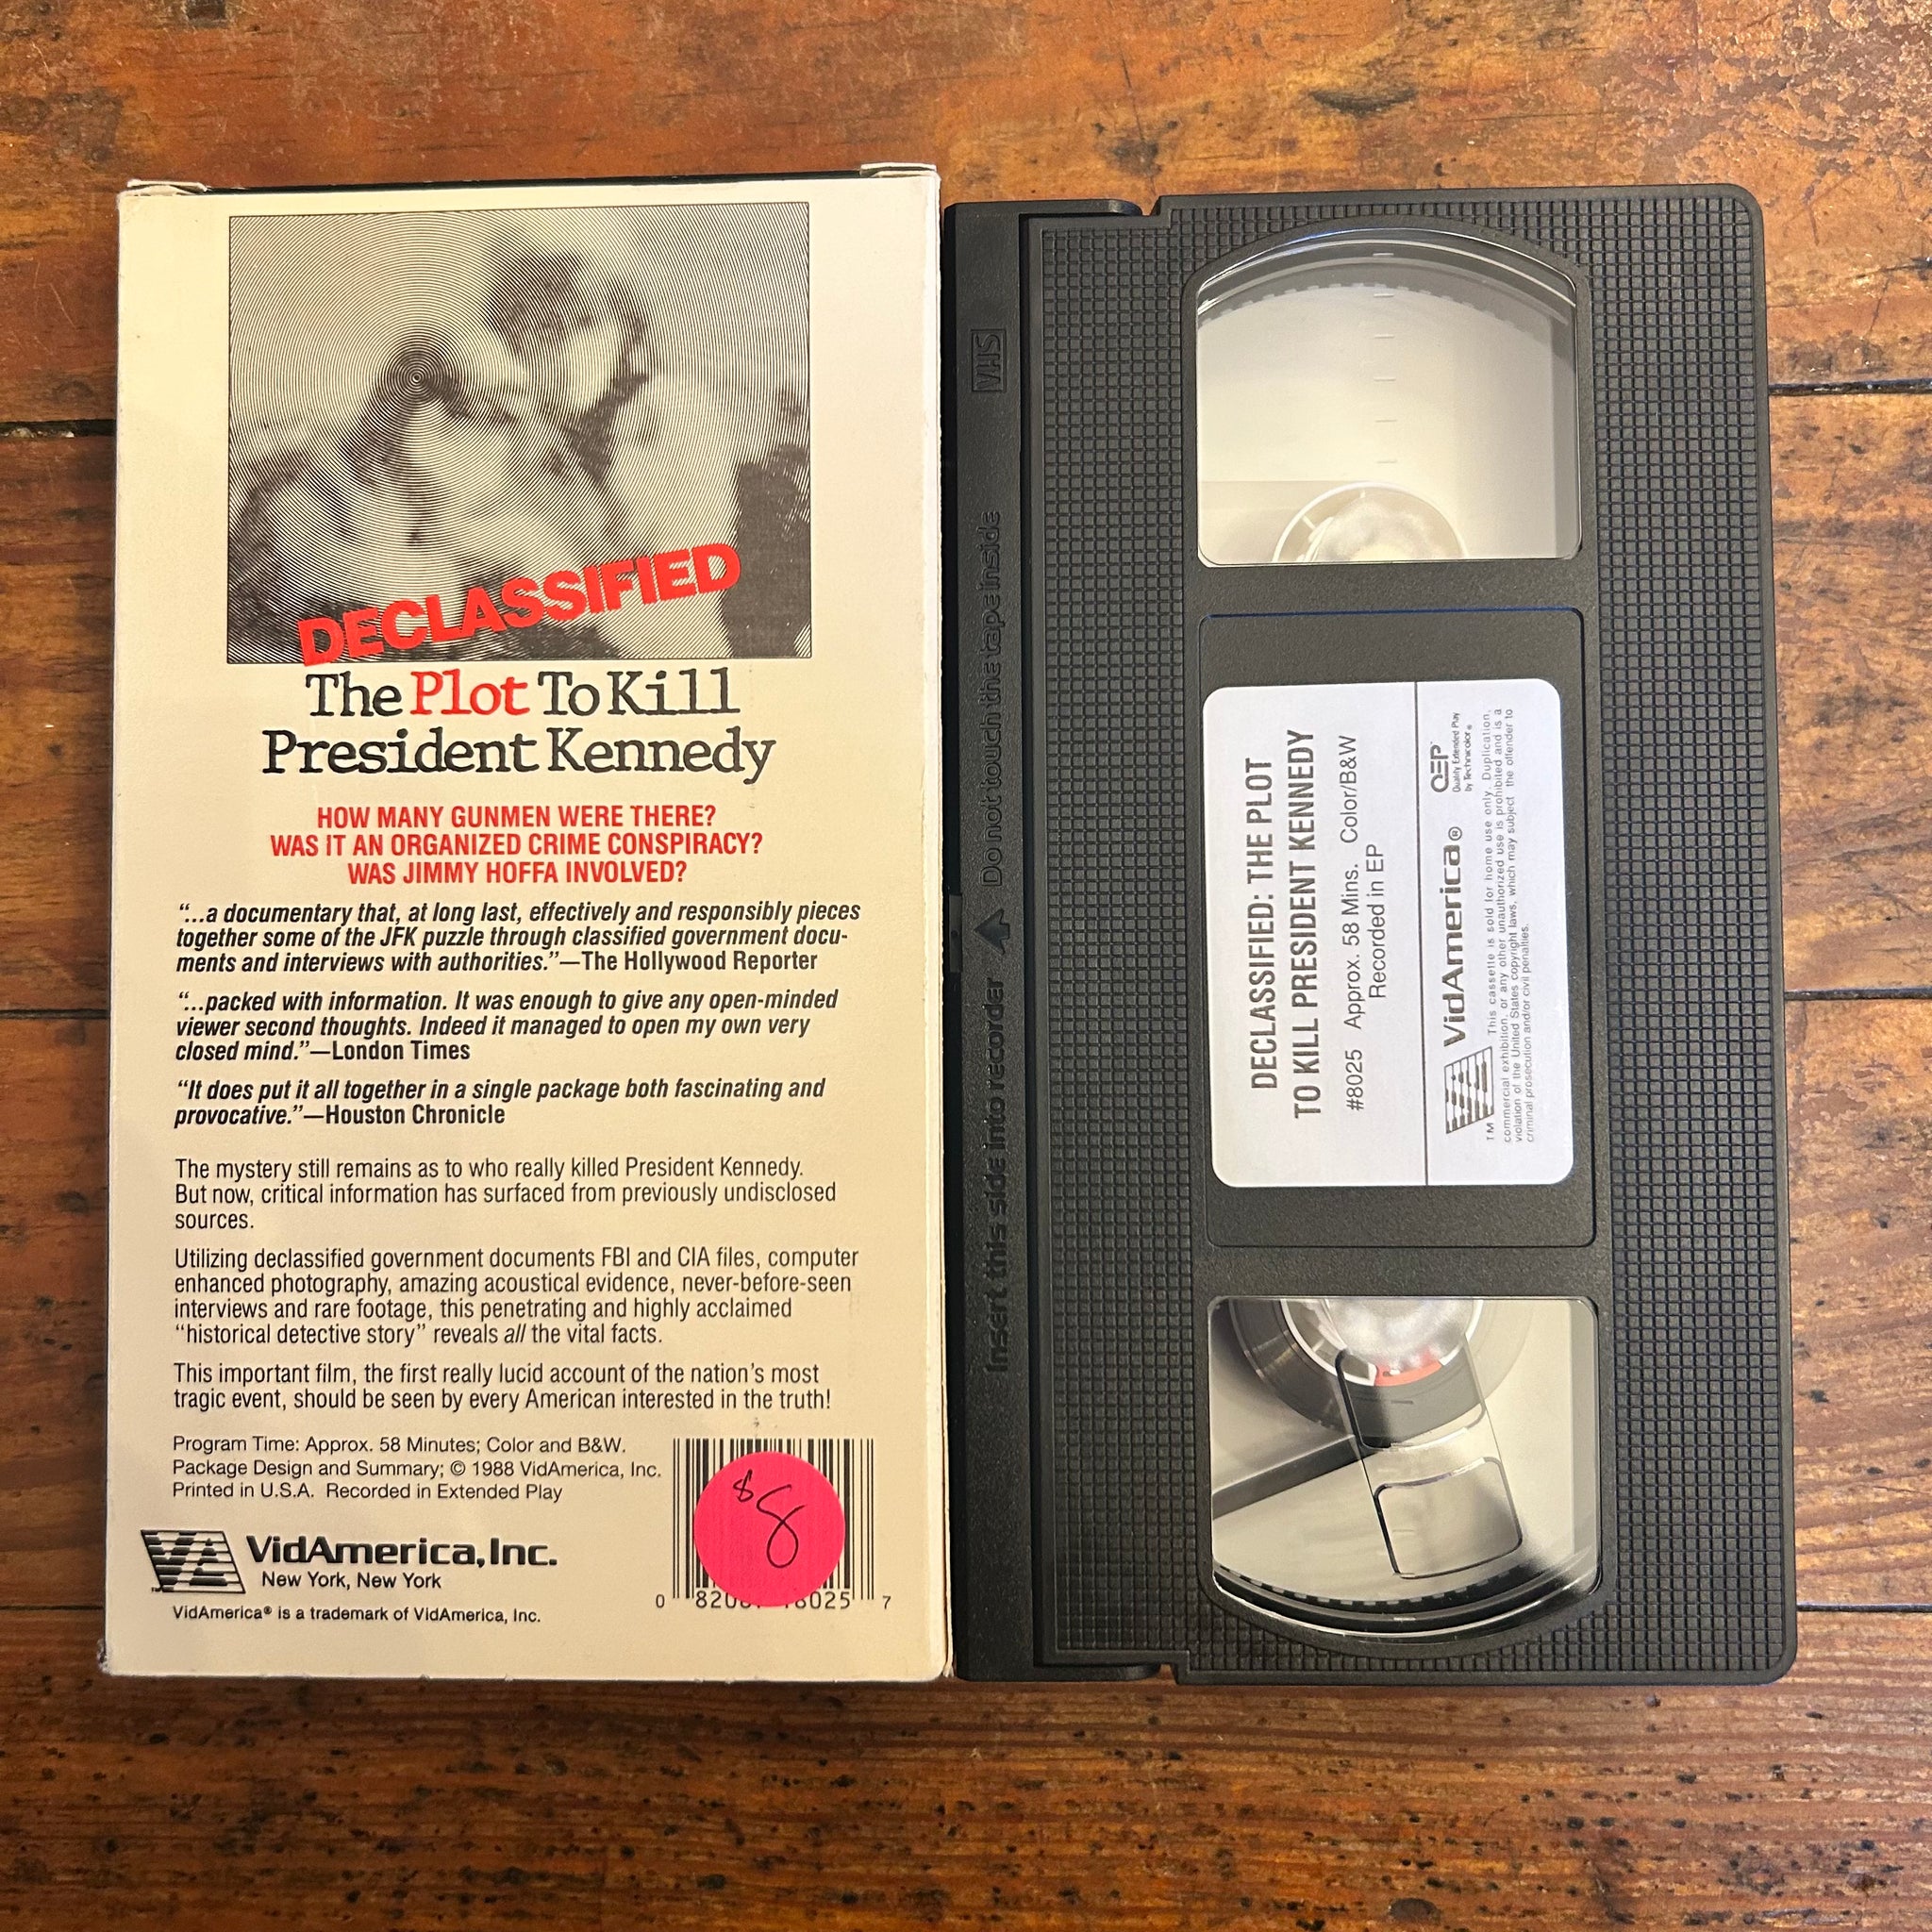 DECLASSIFIED
The Plot To Kill
President Kennedy
HOW MANY GUNMEN WERE THERE?
WAS IT AN ORGANIZED CRIME CONSPIRACY?
WAS JIMMY HOFFA INVOLVED?
“...a documentary that, at long last, effectively and responsibly pieces
together some of the JFK puzzle through classified government docu-
ments and interviews with authorities.”—The Hollywood Reporter
“...packed with information. It was enough to give any open-minded
viewer second thoughts. Indeed it managed to open my own very
closed mind.”—London Times
“It does put it all together in a single package both fascinating and
provocative.”—Houston Chronicle
The mystery still remains as to who really killed President Kennedy.
But now, critical information has surfaced from previously undisclosed
sources.
Utilizing declassified government documents FBI and CIA files, computer
enhanced photography, amazing acoustical evidence, never-before-seen
interviews and rare footage, this penetrating and highly acclaimed
“historical detective story” reveals all the vital facts.
This important film, the first really lucid account of the nation’s most
tragic event, should be seen by every American interested in the truth!
Program Time: Approx. 58 Minutes; Color and B&W.
Package Design and Summary; © 1988 VidAmerica, Inc.
Printed in U.S.A. Recorded in Extended Play
$8
VA
VidAmerica, Inc.
New York, New York
VidAmerica® is a trademark of VidAmerica, Inc.
0 7
VHS
Insert this side into recorder Do not touch the tape inside
DECLASSIFIED: THE PLOT
TO KILL PRESIDENT KENNEDY
#8025 Approx. 58 Mins. Color/B&W
Recorded in EP
VA TM VidAmerica®
QEP
Quality Extended Play
by Technicolor®
This cassette is sold for home use only. Duplication,
commercial exhibition, or any other unauthorized use is prohibited and is a
violation of the United States copyright laws, which may subject the offender to
criminal prosecution and/or civil penalties.